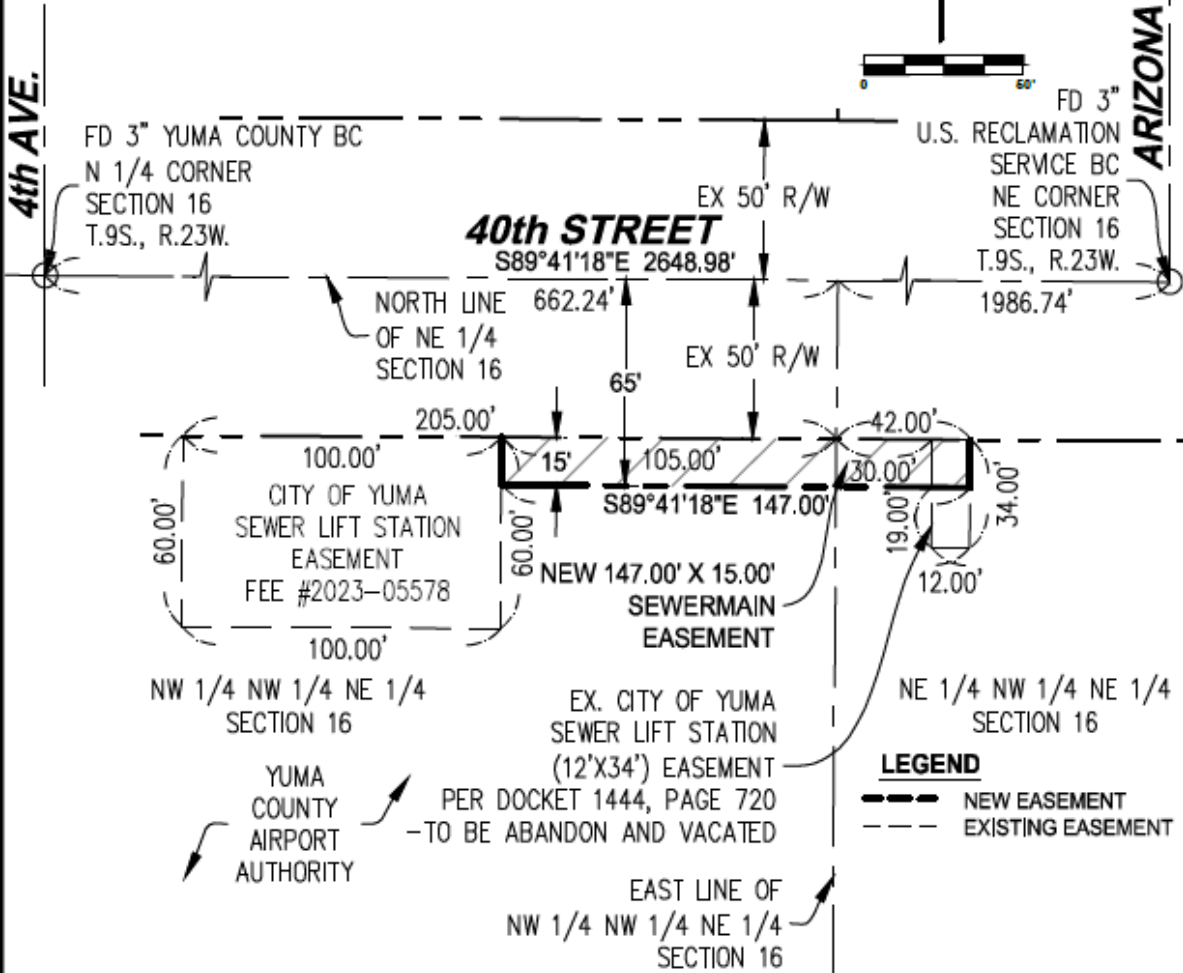 4th AVE.
ARIZONA
0 60'
FD 3" YUMA COUNTY BC
N 1/4 CORNER
SECTION 16
T.9S., R.23W.
FD 3"
U.S. RECLAMATION
SERVICE BC
NE CORNER
SECTION 16
T.9S., R.23W.
EX 50' R/W
40th STREET
S89°41'18"E 2648.98'
662.24'
1986.74'
NORTH LINE
OF NE 1/4
SECTION 16
EX 50' R/W
65'
205.00'
42.00'
100.00'
15'
105.00'
30.00'
S89°41'18"E 147.00'
CITY OF YUMA
SEWER LIFT STATION
EASEMENT
FEE #2023-05578
60.00'
60.00'
19.00'
34.00'
12.00'
100.00'
NEW 147.00' X 15.00'
SEWERMAIN
EASEMENT
NW 1/4 NW 1/4 NE 1/4
SECTION 16
NE 1/4 NW 1/4 NE 1/4
SECTION 16
EX. CITY OF YUMA
SEWER LIFT STATION
(12'X34') EASEMENT
PER DOCKET 1444, PAGE 720
-TO BE ABANDON AND VACATED
YUMA
COUNTY
AIRPORT
AUTHORITY
LEGEND
NEW EASEMENT
EXISTING EASEMENT
EAST LINE OF
NW 1/4 NW 1/4 NE 1/4
SECTION 16